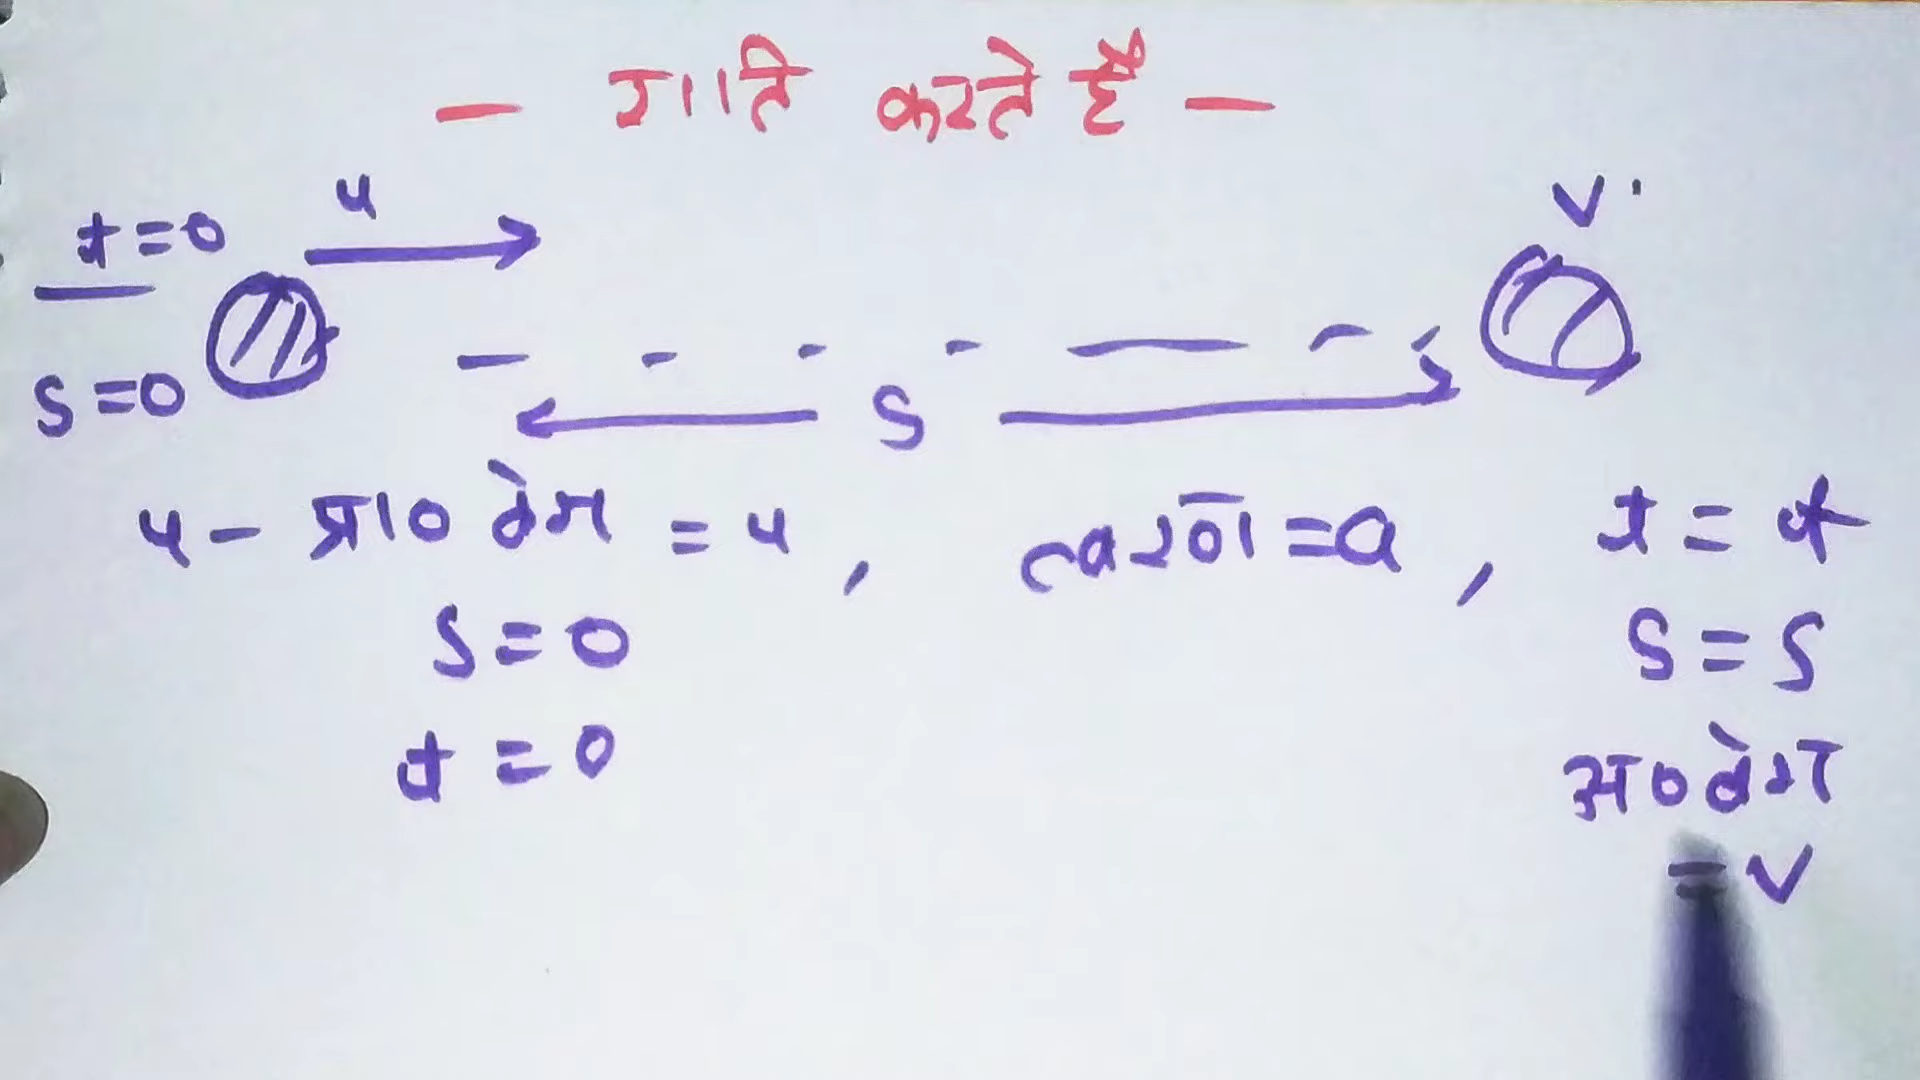 — गति करते हैं —
t=0 u V.
S=0
S
u - प्रा० वेग = u , त्वरण = a , t = t
S=0 S=S
t=0 अ० वेग
= V